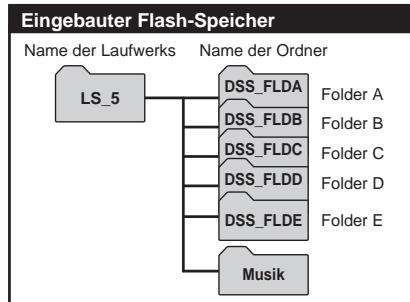 Eingebauter Flash-Speicher
Name der Laufwerks Name der Ordner
LS_5
DSS_FLDA Folder A
DSS_FLDB Folder B
DSS_FLDC Folder C
DSS_FLDD Folder D
DSS_FLDE Folder E
Musik